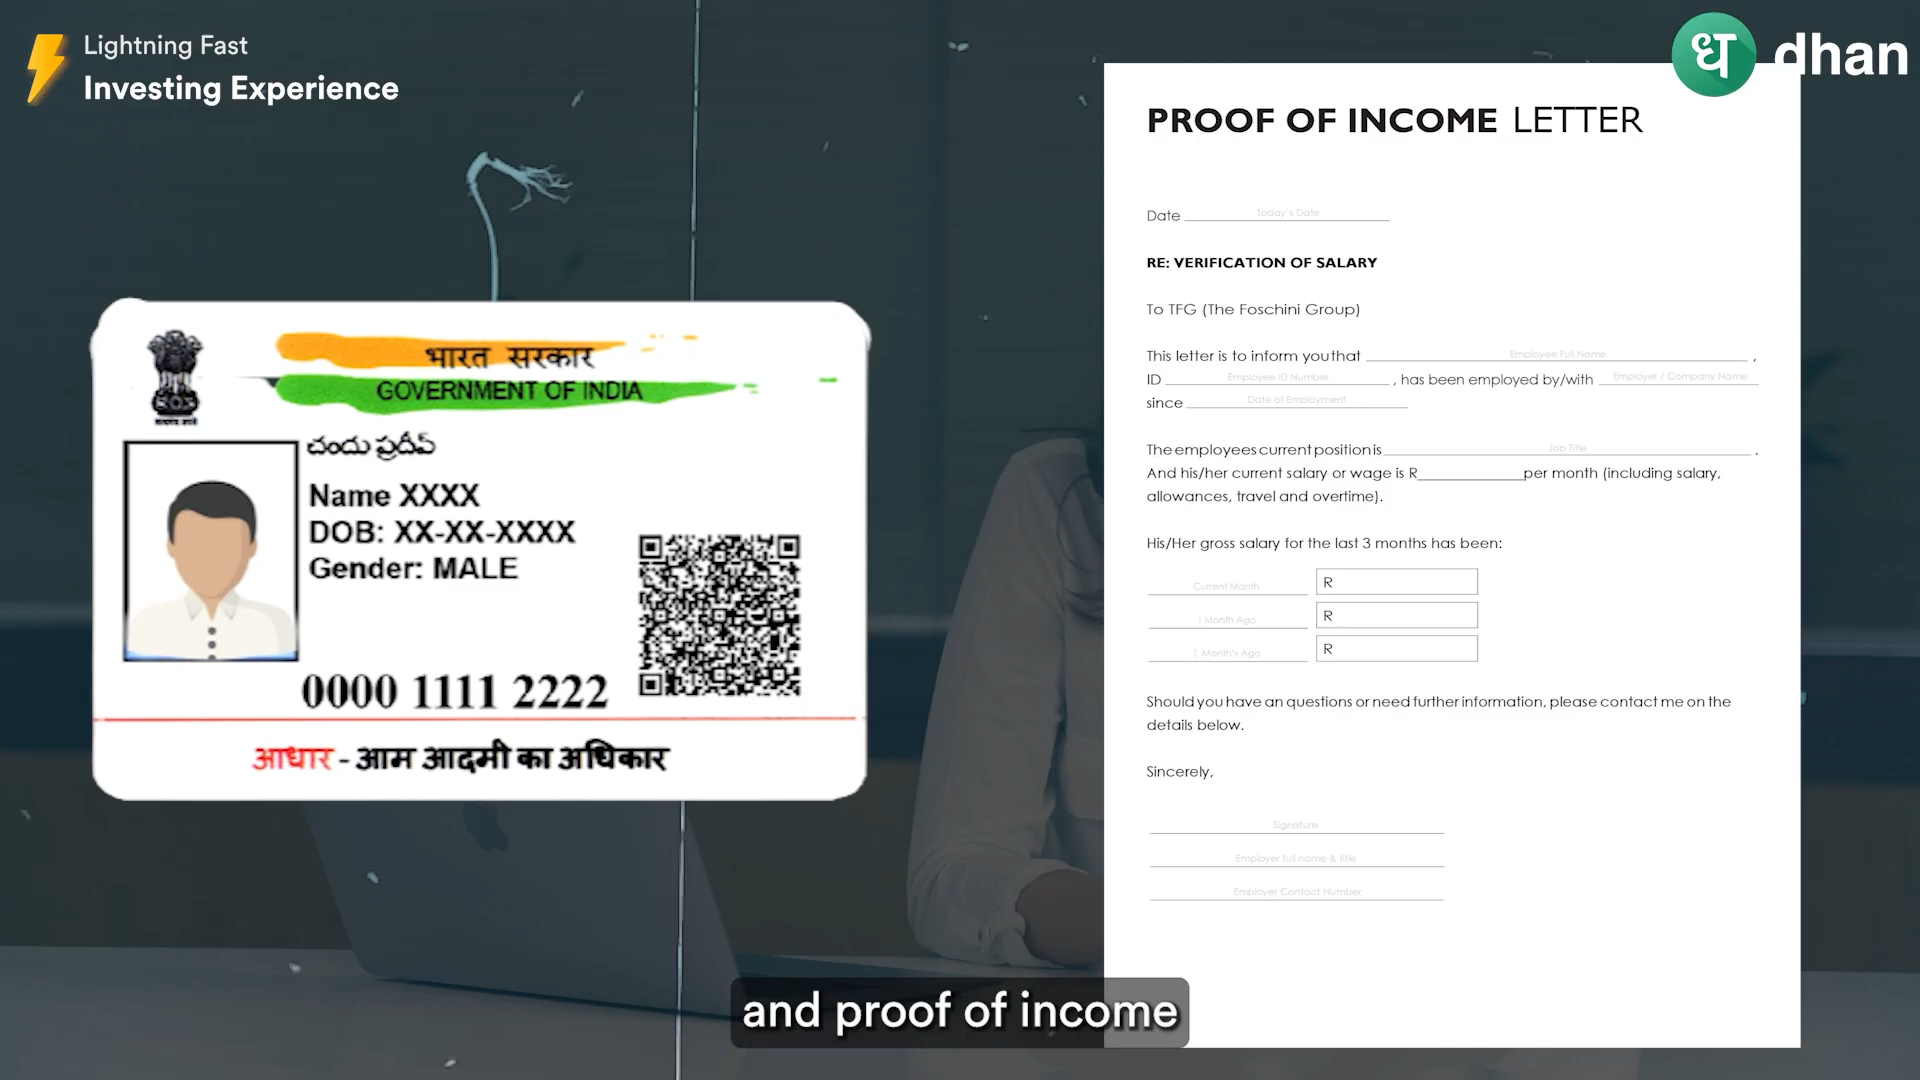 Lightning Fast
Investing Experience
ध dhan
भारत सरकार
GOVERNMENT OF INDIA
చందు ప్రదీప్
Name XXXX
DOB: XX-XX-XXXX
Gender: MALE
0000 1111 2222
आधार - आम आदमी का अधिकार
PROOF OF INCOME LETTER
Date Today's Date
RE: VERIFICATION OF SALARY
To TFG (The Foschini Group)
This letter is to inform you that Employee Full Name ,
ID Employee ID Number , has been employed by/with Employer / Company Name
since Date of Employment
The employees current position is Job Title .
And his/her current salary or wage is R per month (including salary,
allowances, travel and overtime).
His/Her gross salary for the last 3 months has been:
Current Month R
1 Month Ago R
2 Month's Ago R
Should you have an questions or need further information, please contact me on the
details below.
Sincerely,
Signature
Employer full name & title
Employer Contact Number
and proof of income